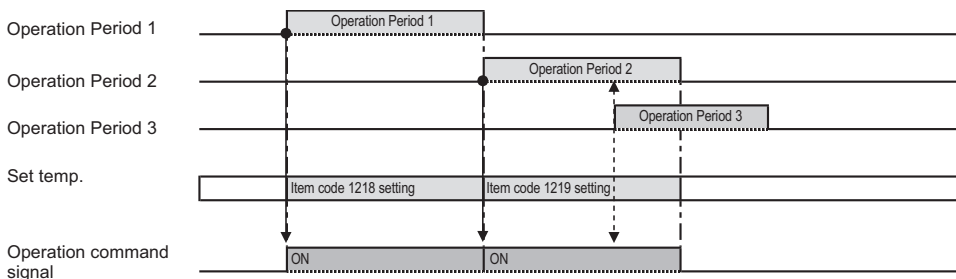 Operation Period 1
Operation Period 1
Operation Period 2
Operation Period 2
Operation Period 3
Operation Period 3
Set temp.
Item code 1218 setting
Item code 1219 setting
Operation command
signal
ON
ON